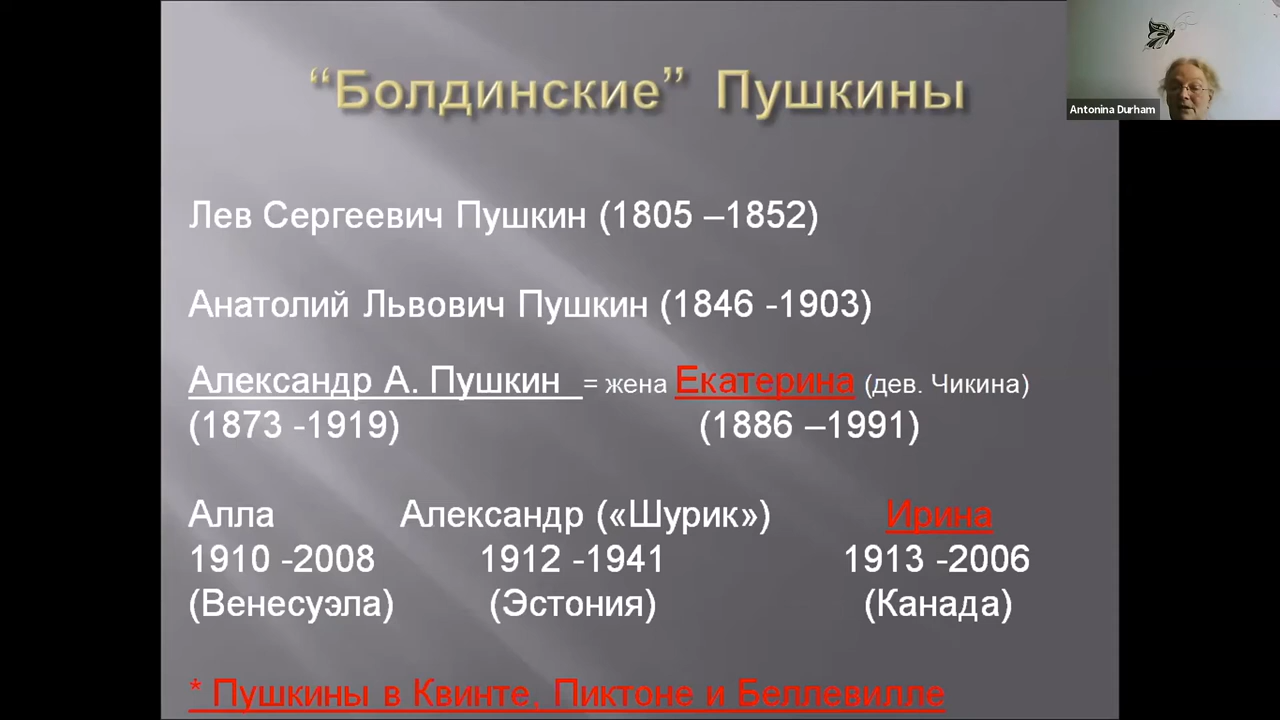 “Болдинские” Пушкины
Antonina Durham
Лев Сергеевич Пушкин (1805 –1852)
Анатолий Львович Пушкин (1846 -1903)
Александр А. Пушкин = жена Екатерина (дев. Чикина)
(1873 -1919) (1886 –1991)
Алла Александр («Шурик») Ирина
1910 -2008 1912 -1941 1913 -2006
(Венесуэла) (Эстония) (Канада)
* Пушкины в Квинте, Пиктоне и Беллевилле